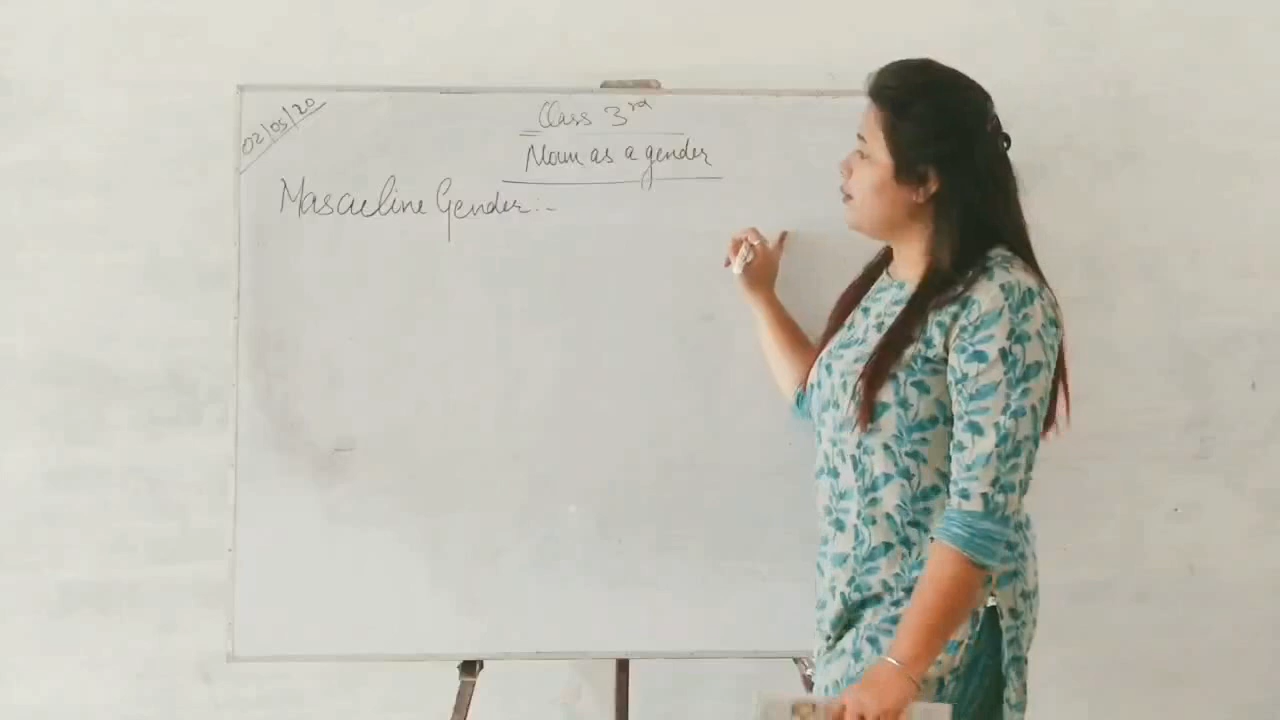 02/05/20
Class 3rd
Noun as a gender
Masculine Gender :-